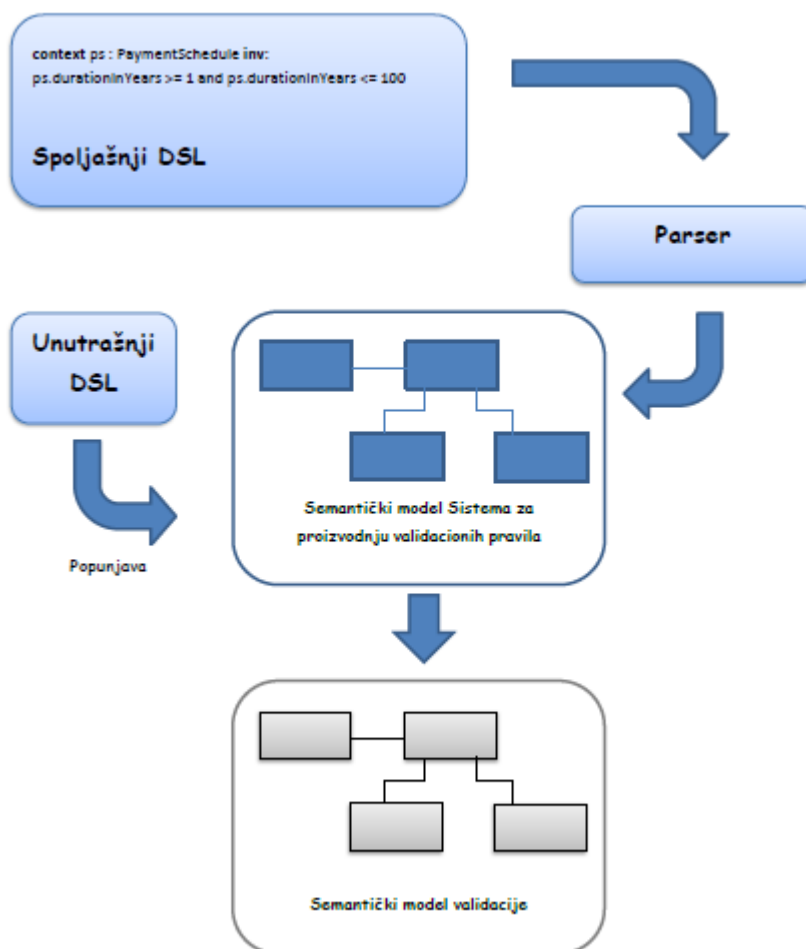 context ps : PaymentSchedule inv:
ps.durationInYears >= 1 and ps.durationInYears <= 100
Spoljašnji DSL
Parser
Unutrašnji
DSL
Semantički model Sistema za
proizvodnju validacionih pravila
Popunjava
Semantički model validacije